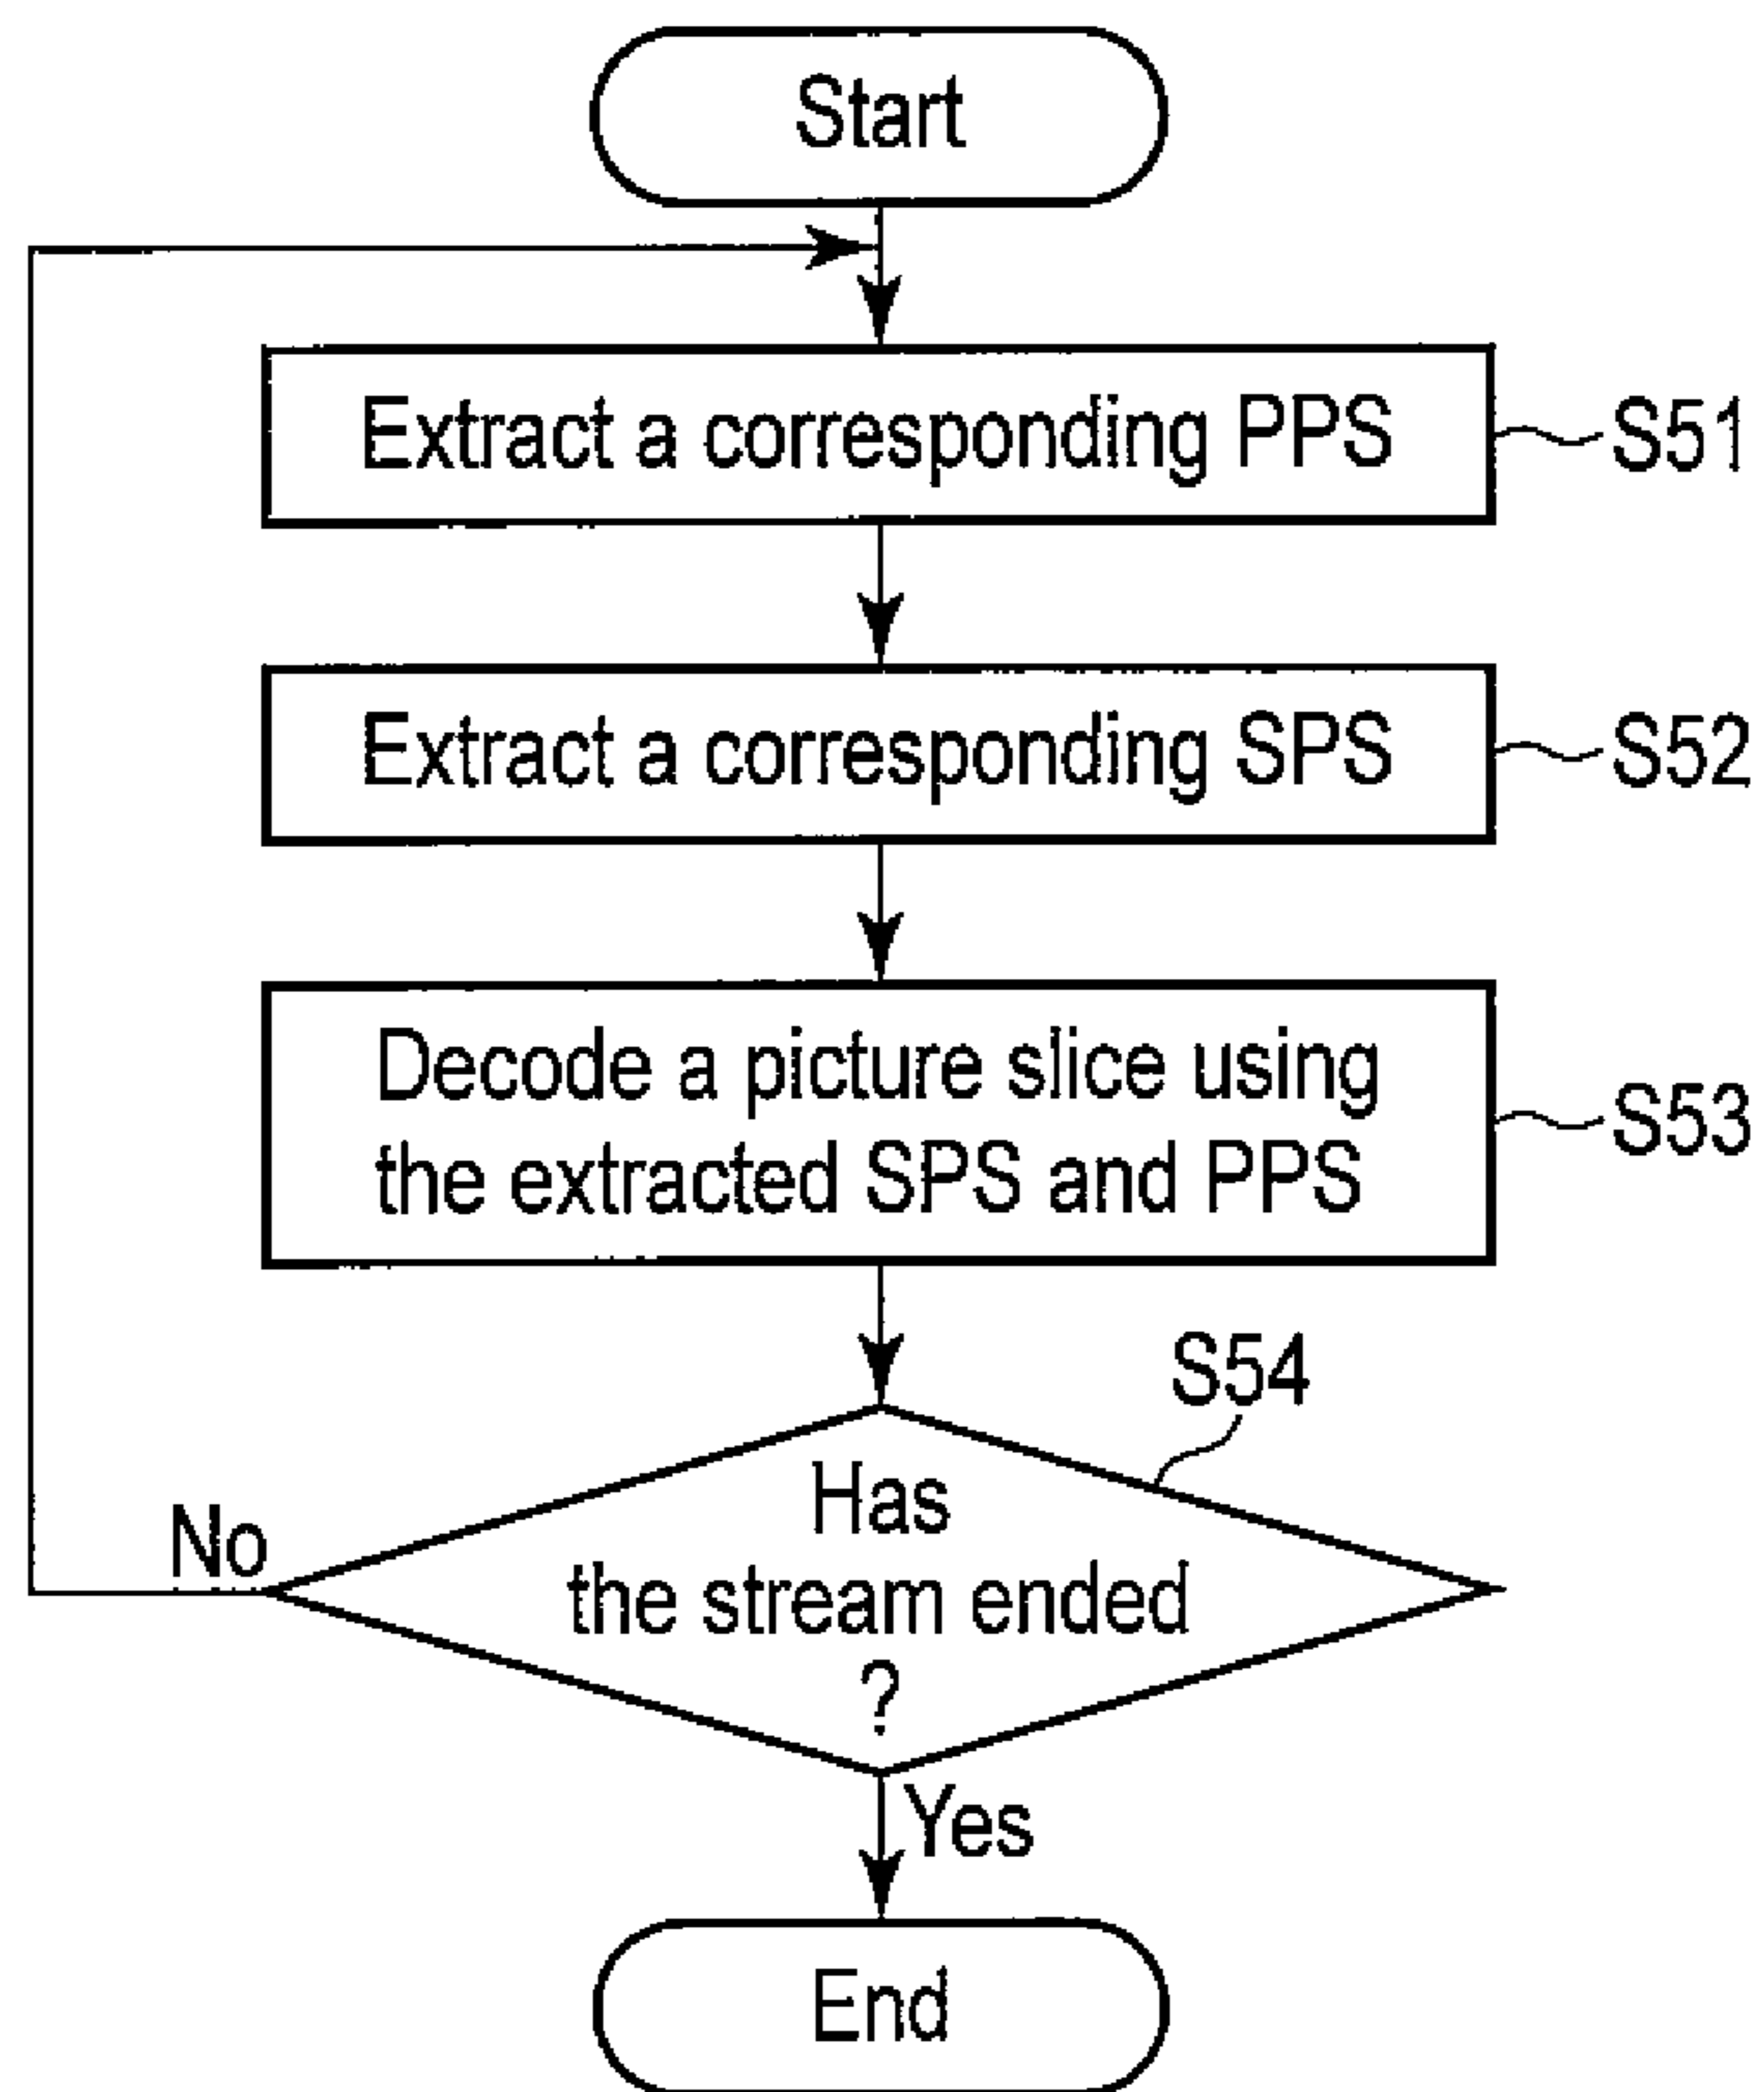 Start
Extract a corresponding PPS
S51
Extract a corresponding SPS
S52
Decode a picture slice using
the extracted SPS and PPS
S53
S54
Has
the stream ended
?
No
Yes
End